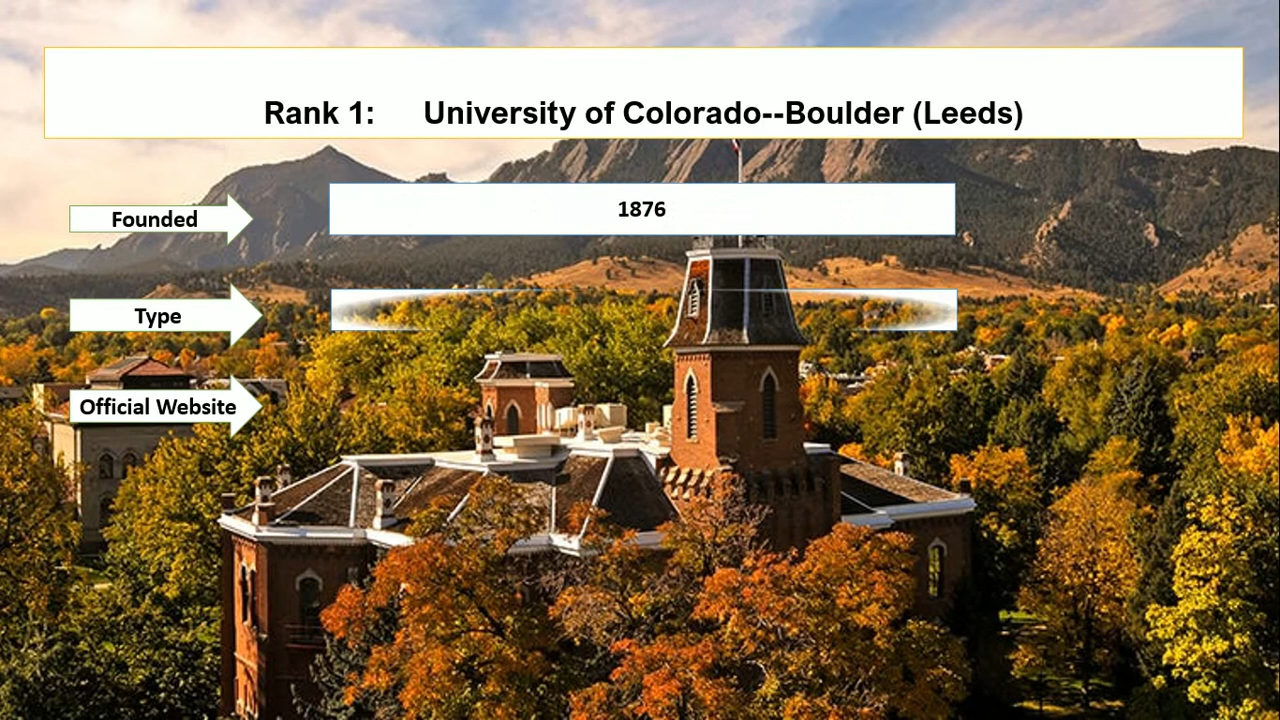 Rank 1: University of Colorado--Boulder (Leeds)
Founded
1876
Type
Official Website